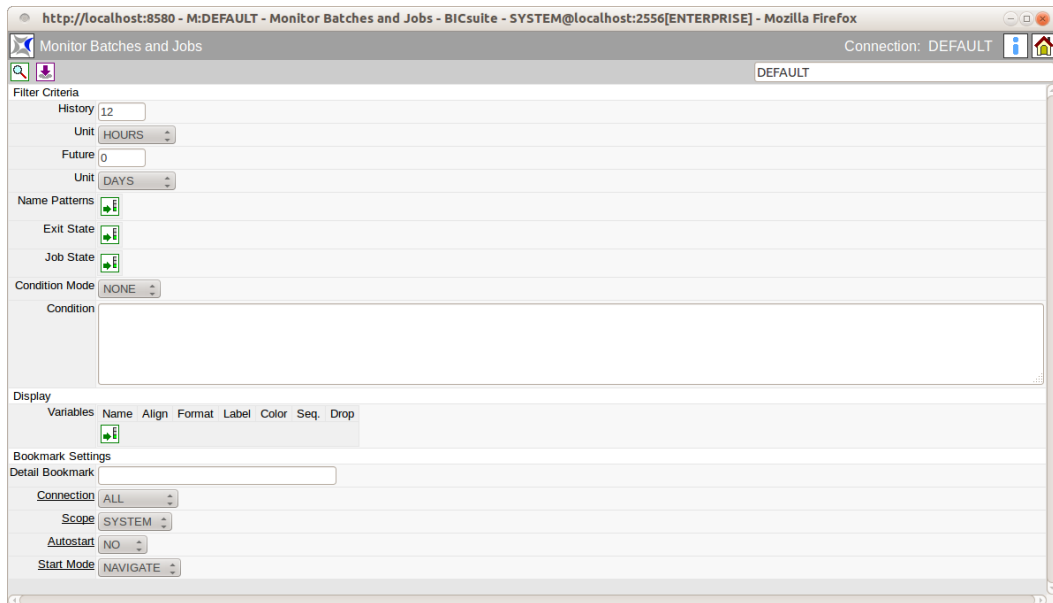 http://localhost:8580 - M:DEFAULT - Monitor Batches and Jobs - BICsuite - SYSTEM@localhost:2556[ENTERPRISE] - Mozilla Firefox
Monitor Batches and Jobs Connection: DEFAULT
DEFAULT
Filter Criteria
History 12
Unit HOURS
Future 0
Unit DAYS
Name Patterns
Exit State
Job State
Condition Mode NONE
Condition
Display
Variables Name Align Format Label Color Seq. Drop
Bookmark Settings
Detail Bookmark
Connection ALL
Scope SYSTEM
Autostart NO
Start Mode NAVIGATE